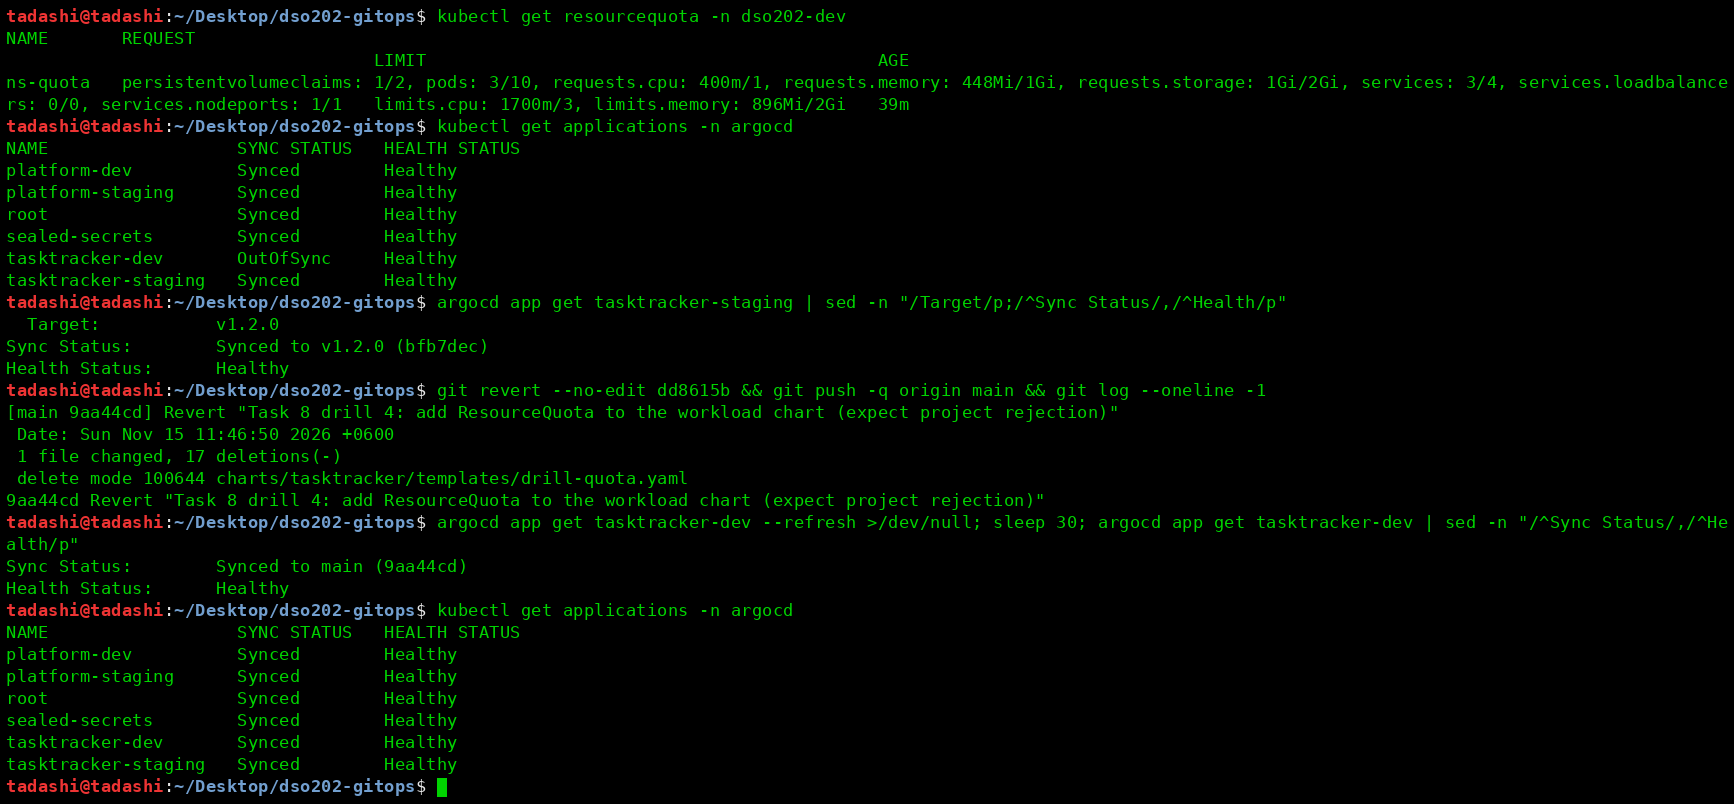 tadashi@tadashi:~/Desktop/dso202-gitops$ kubectl get resourcequota -n dso202-dev
NAME       REQUEST
                                   LIMIT                                           AGE
ns-quota   persistentvolumeclaims: 1/2, pods: 3/10, requests.cpu: 400m/1, requests.memory: 448Mi/1Gi, requests.storage: 1Gi/2Gi, services: 3/4, services.loadbalance
rs: 0/0, services.nodeports: 1/1   limits.cpu: 1700m/3, limits.memory: 896Mi/2Gi   39m
tadashi@tadashi:~/Desktop/dso202-gitops$ kubectl get applications -n argocd
NAME                  SYNC STATUS   HEALTH STATUS
platform-dev          Synced        Healthy
platform-staging      Synced        Healthy
root                  Synced        Healthy
sealed-secrets        Synced        Healthy
tasktracker-dev       OutOfSync     Healthy
tasktracker-staging   Synced        Healthy
tadashi@tadashi:~/Desktop/dso202-gitops$ argocd app get tasktracker-staging | sed -n "/Target/p;/^Sync Status/,/^Health/p"
  Target:           v1.2.0
Sync Status:        Synced to v1.2.0 (bfb7dec)
Health Status:      Healthy
tadashi@tadashi:~/Desktop/dso202-gitops$ git revert --no-edit dd8615b && git push -q origin main && git log --oneline -1
[main 9aa44cd] Revert "Task 8 drill 4: add ResourceQuota to the workload chart (expect project rejection)"
 Date: Sun Nov 15 11:46:50 2026 +0600
 1 file changed, 17 deletions(-)
 delete mode 100644 charts/tasktracker/templates/drill-quota.yaml
9aa44cd Revert "Task 8 drill 4: add ResourceQuota to the workload chart (expect project rejection)"
tadashi@tadashi:~/Desktop/dso202-gitops$ argocd app get tasktracker-dev --refresh >/dev/null; sleep 30; argocd app get tasktracker-dev | sed -n "/^Sync Status/,/^He
alth/p"
Sync Status:        Synced to main (9aa44cd)
Health Status:      Healthy
tadashi@tadashi:~/Desktop/dso202-gitops$ kubectl get applications -n argocd
NAME                  SYNC STATUS   HEALTH STATUS
platform-dev          Synced        Healthy
platform-staging      Synced        Healthy
root                  Synced        Healthy
sealed-secrets        Synced        Healthy
tasktracker-dev       Synced        Healthy
tasktracker-staging   Synced        Healthy
tadashi@tadashi:~/Desktop/dso202-gitops$